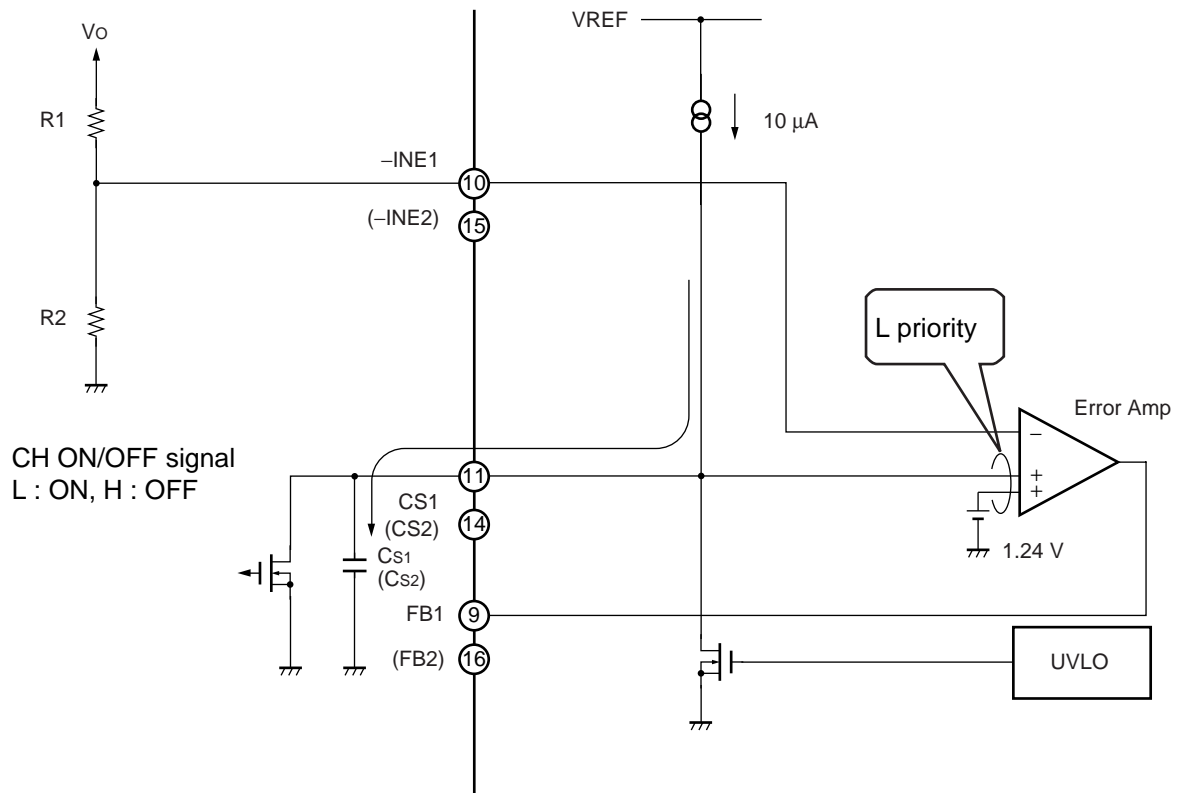 VREF
Vo
R1
10 μA
–INE1
10
(–INE2)
15
R2
L priority
Error Amp
–
+
+
CH ON/OFF signal
L : ON, H : OFF
11
CS1
(CS2)
14
1.24 V
CS1
(CS2)
FB1
9
(FB2)
16
UVLO